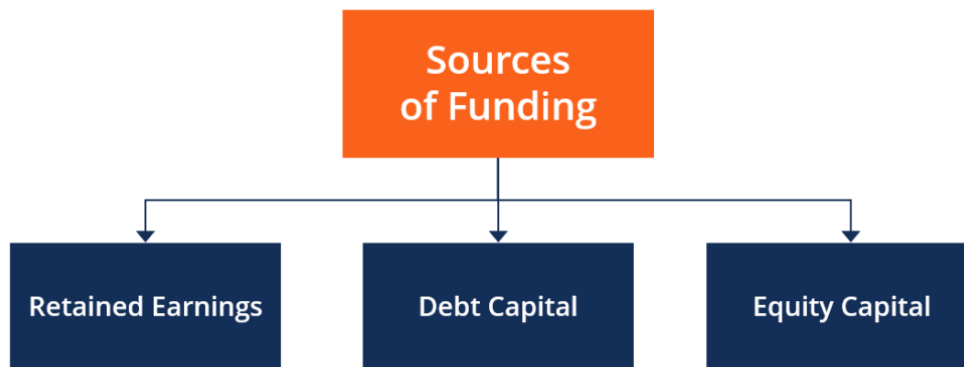 Sources
of Funding
Retained Earnings
Debt Capital
Equity Capital